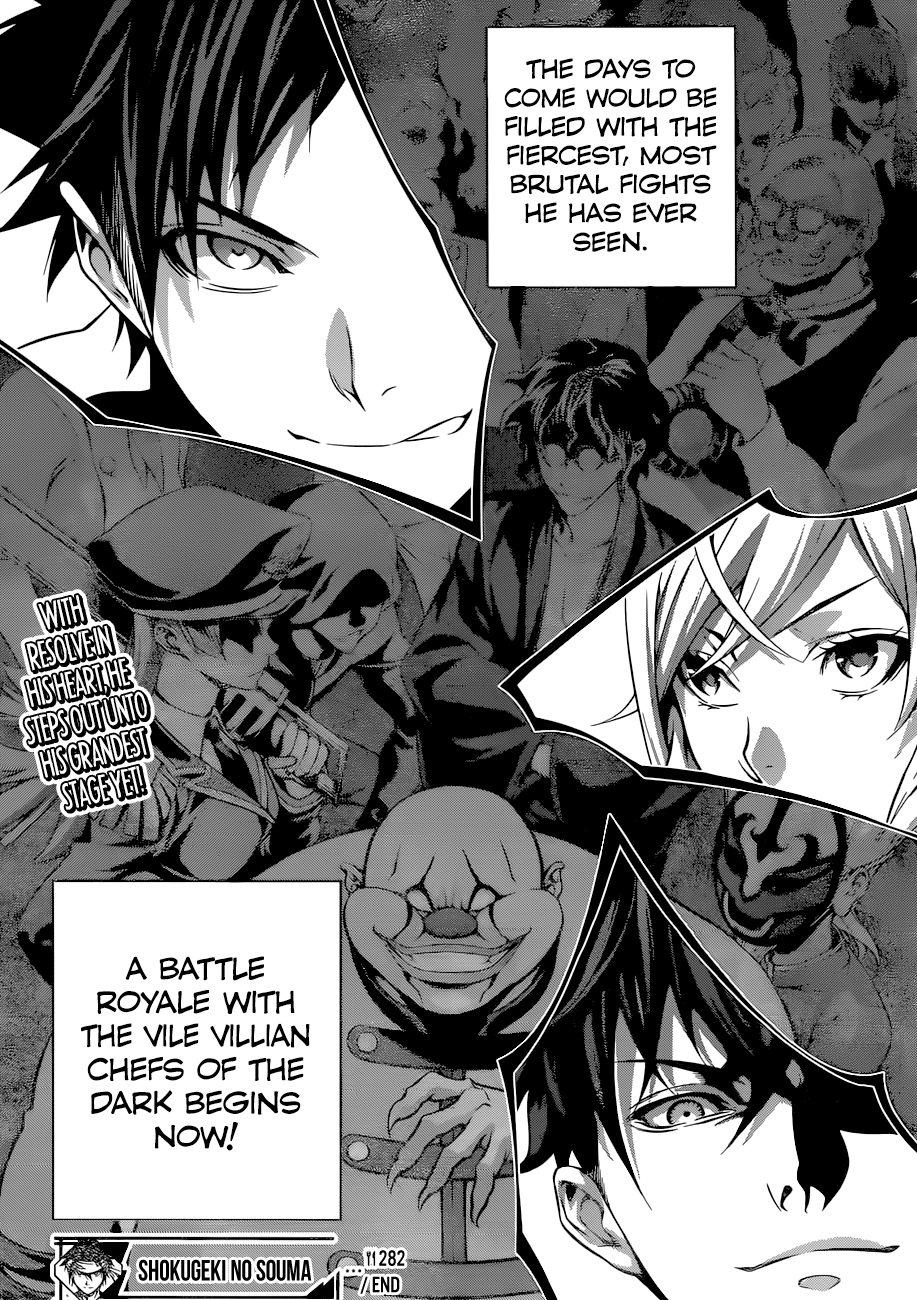 THE DAYS TO
COME WOULD BE
FILLED WITH THE
FIERCEST, MOST
BRUTAL FIGHTS
HE HAS EVER
SEEN.
WITH
RESOLVE IN
HIS HEART, HE
STEPS OUT UNTO
HIS GRANDEST
STAGE YET!
A BATTLE
ROYALE WITH
THE VILE VILLIAN
CHEFS OF THE
DARK BEGINS
NOW!
SHOKUGEKI NO SOUMA
... 282
/ END